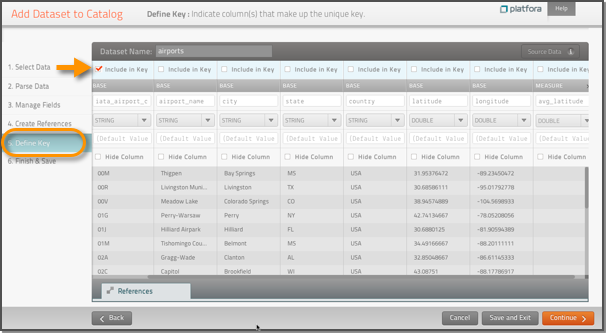 Add Dataset to Catalog
Define Key: Indicate column(s) that make up the unique key.
platfora
Help
1. Select Data
2. Parse Data
3. Manage Fields
4. Create References
5. Define Key
6. Finish & Save
Dataset Name: airports
Source Data
Include in Key Include in Key Include in Key Include in Key Include in Key Include in Key Include in Key Include in Key
BASE BASE BASE BASE BASE BASE BASE MEASURE
iata_airport_c airport_name city state country latitude longitude avg_latitude
STRING STRING STRING STRING STRING DOUBLE DOUBLE DOUBLE
(Default Value (Default Value (Default Value (Default Value (Default Value (Default Value (Default Value (Default Value
Hide Column Hide Column Hide Column Hide Column Hide Column Hide Column Hide Column Hide Column
00M Thigpen Bay Springs MS USA 31.95376472 -89.23450472
00R Livingston Muni... Livingston TX USA 30.68586111 -95.01792778
00V Meadow Lake Colorado Springs CO USA 38.94574889 -104.5698933
01G Perry-Warsaw Perry NY USA 42.74134667 -78.05208056
01J Hilliard Airpark Hilliard FL USA 30.6880125 -81.90594389
01M Tishomingo Cou... Belmont MS USA 34.49166667 -88.20111111
02A Gragg-Wade Clanton AL USA 32.85048667 -86.61145333
02C Capitol Brookfield WI USA 43.08751 -88.17786917
References
Back
Cancel
Save and Exit
Continue